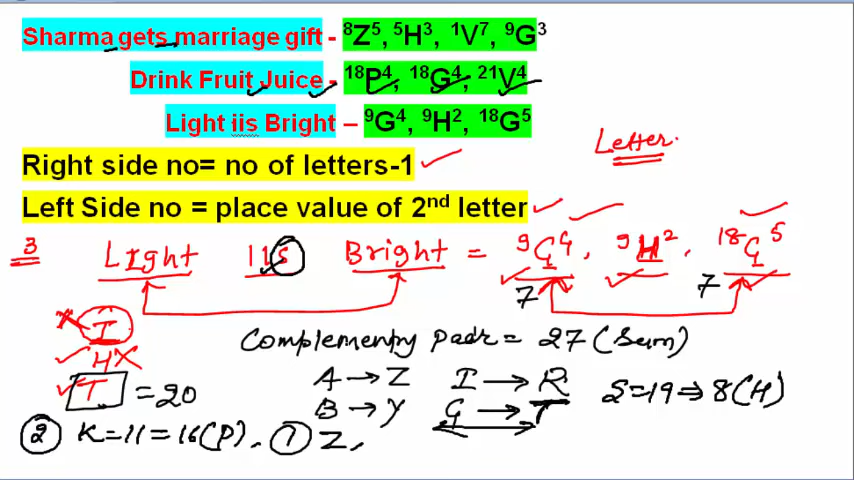 Sharma gets marriage gift - ⁸Z⁵, ⁵H³, ¹V⁷, ⁹G³
Drink Fruit Juice - ¹⁸P⁴, ¹⁸G⁴, ²¹V⁴
Light iis Bright – ⁹G⁴, ⁹H², ¹⁸G⁵
Letter.
Right side no= no of letters-1
Left Side no = place value of 2ⁿᵈ letter
3 Light iis Bright = ⁹G⁴, ⁹H², ¹⁸G⁵
7 7
I
H
T = 20
Complementry padr = 27 (Sum)
A → Z I → R S=19 ⇒ 8(H)
B → Y G → T
② K=11=16(P), ① Z,